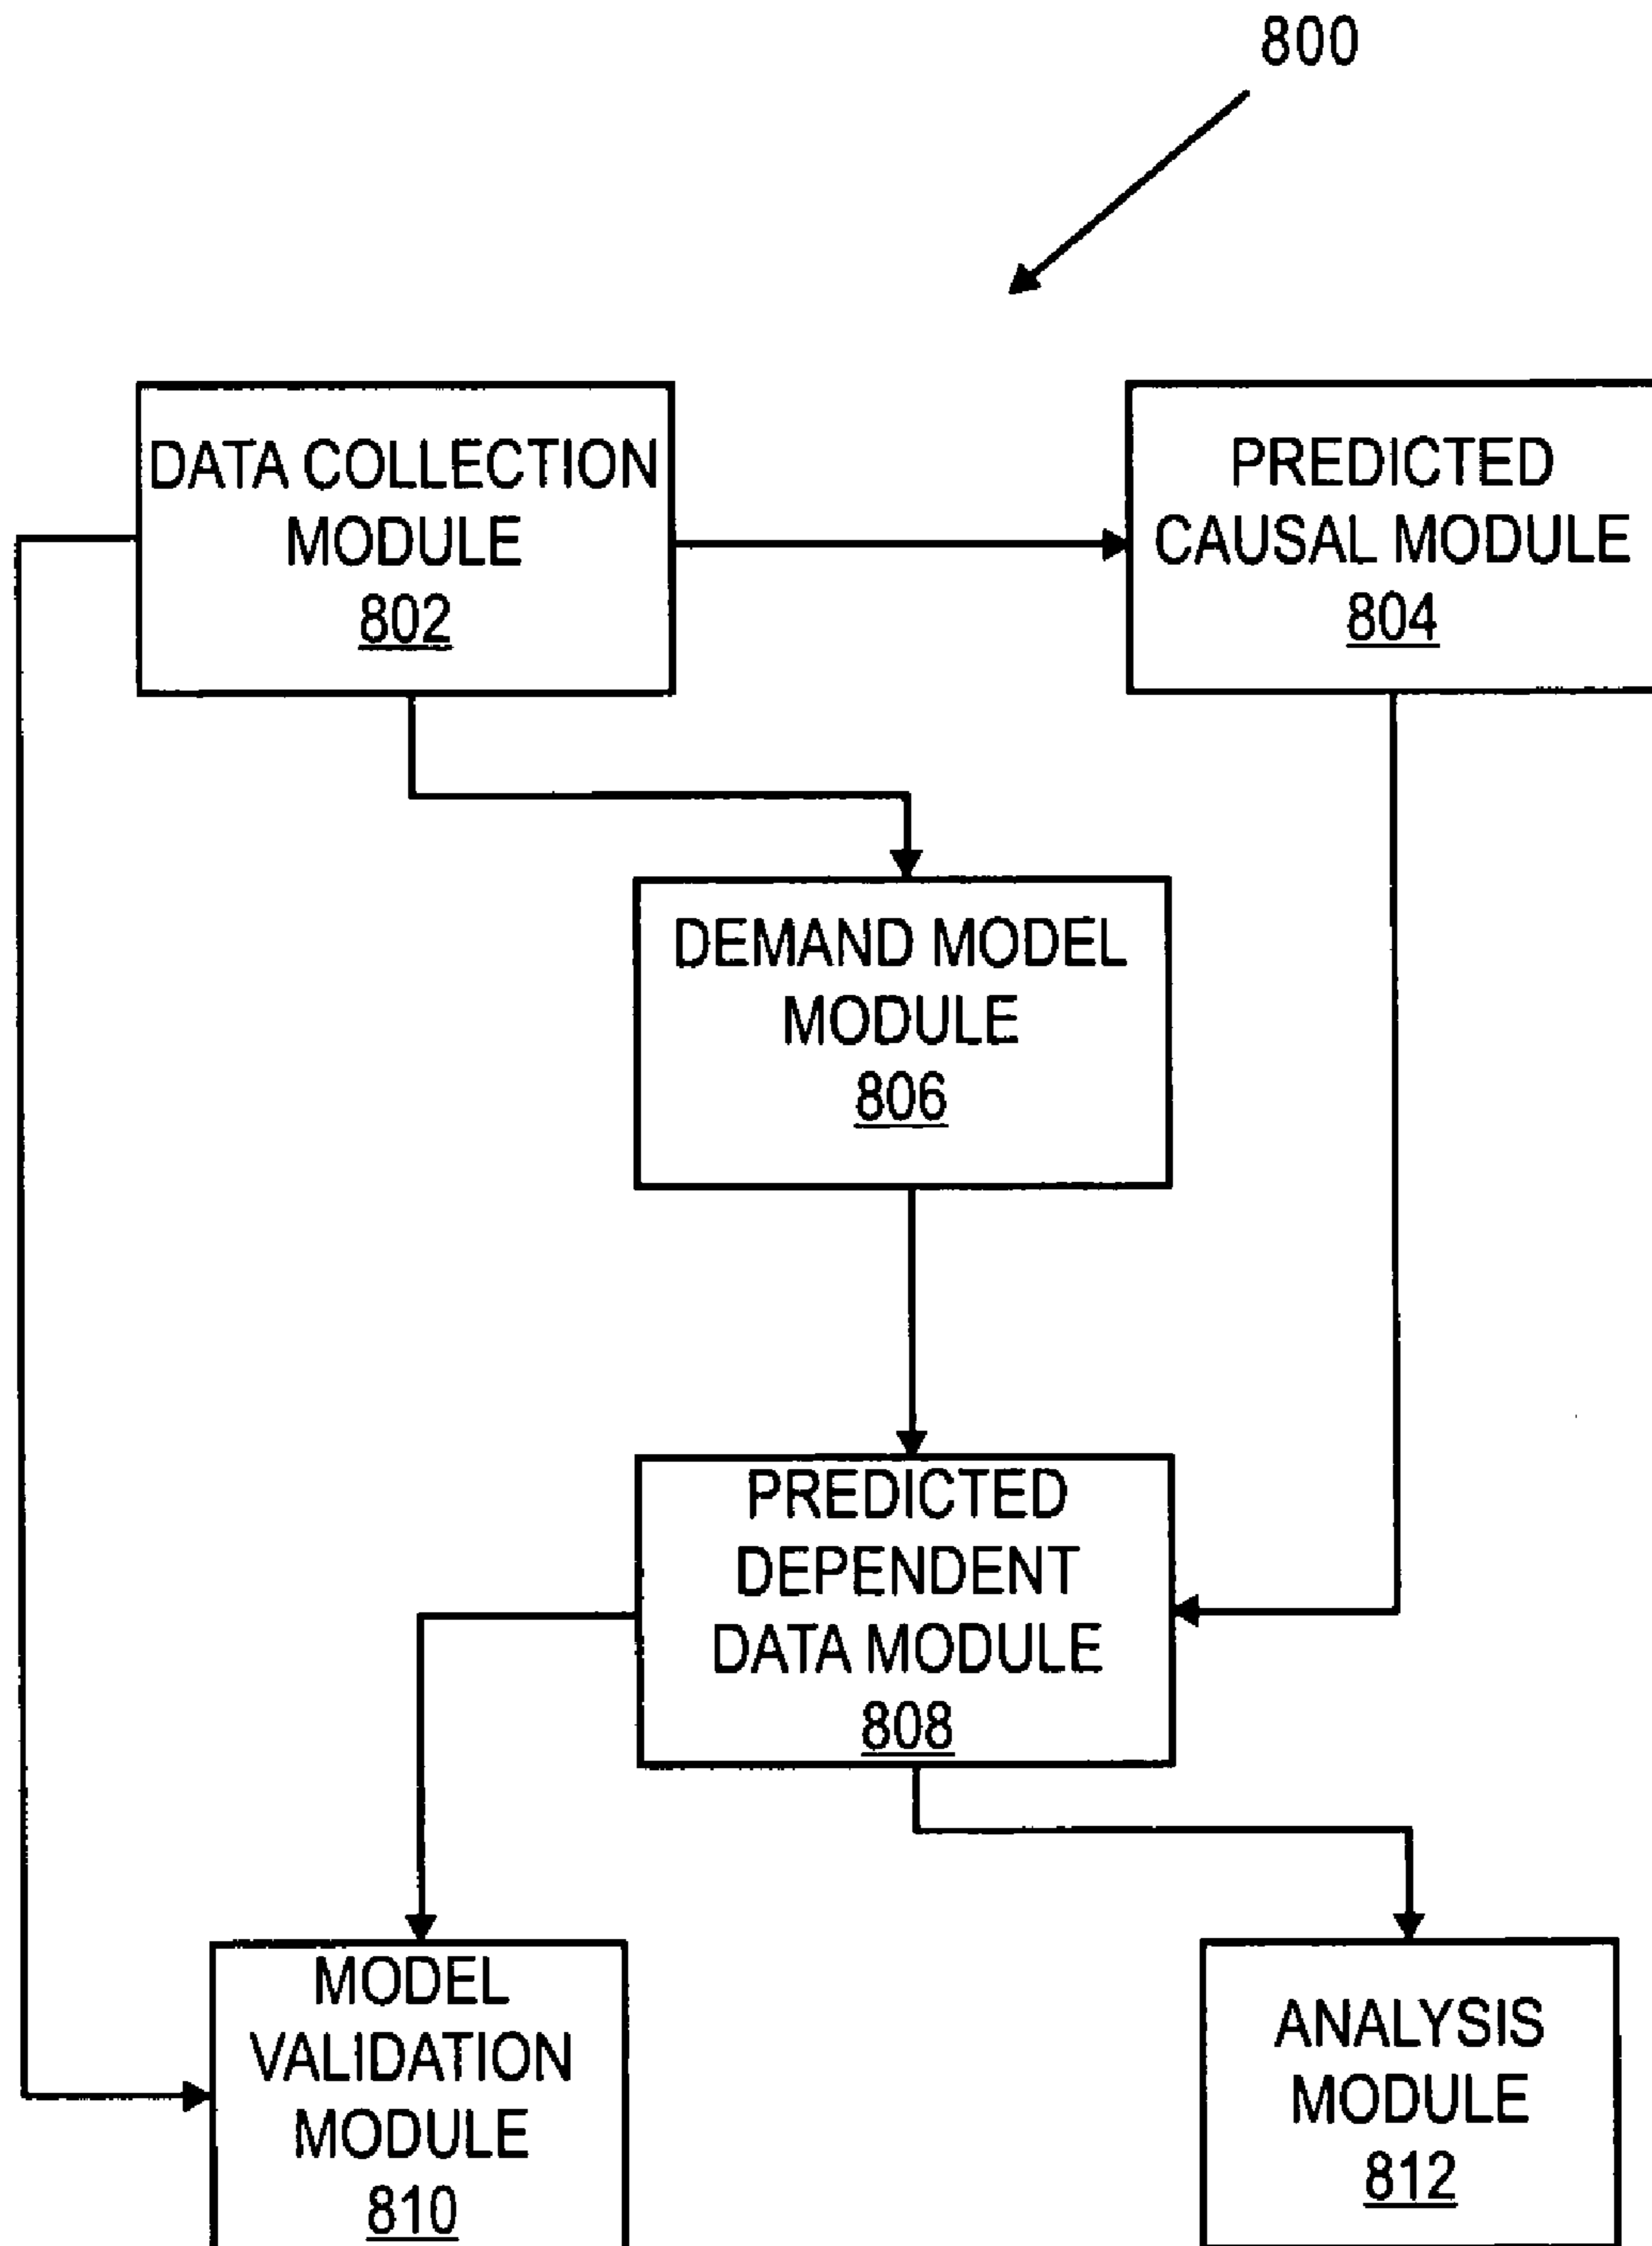 800
DATA COLLECTION
MODULE
802
PREDICTED
CAUSAL MODULE
804
DEMAND MODEL
MODULE
806
PREDICTED
DEPENDENT
DATA MODULE
808
MODEL
VALIDATION
MODULE
810
ANALYSIS
MODULE
812